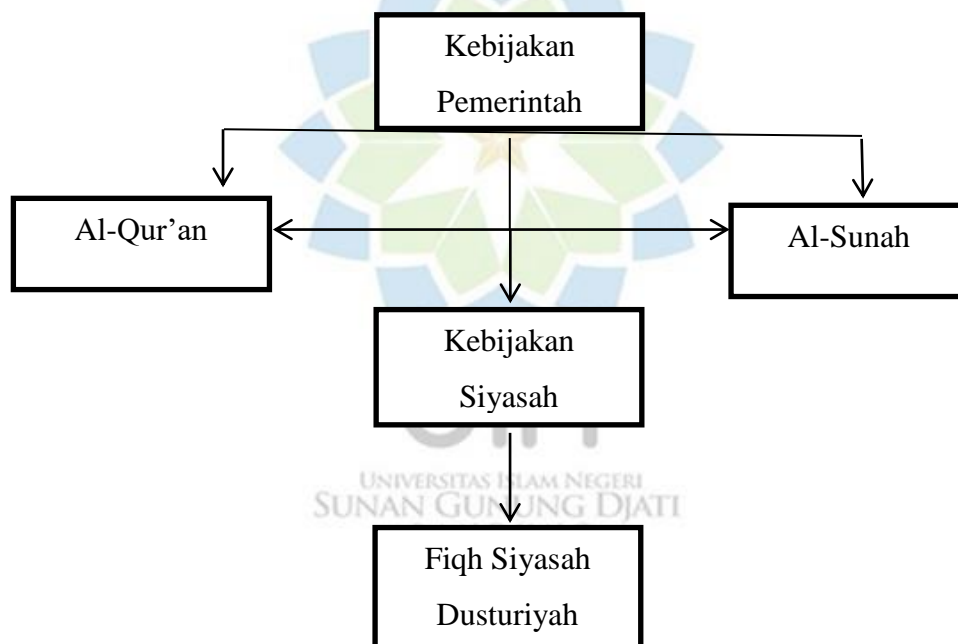 Kebijakan
Pemerintah
Al-Qur’an
Al-Sunah
Kebijakan
Siyasah
UNIVERSITAS ISLAM NEGERI
SUNAN GUNUNG DJATI
Fiqh Siyasah
Dusturiyah